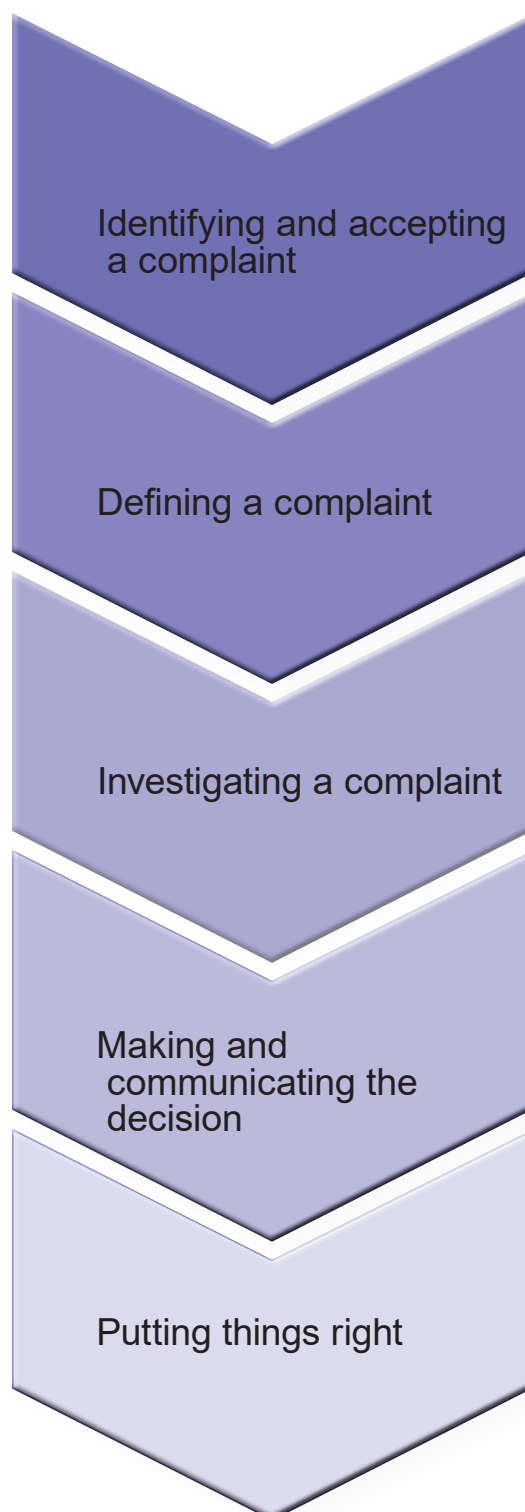 Identifying and accepting
a complaint
Defining a complaint
Investigating a complaint
Making and
communicating the
decision
Putting things right